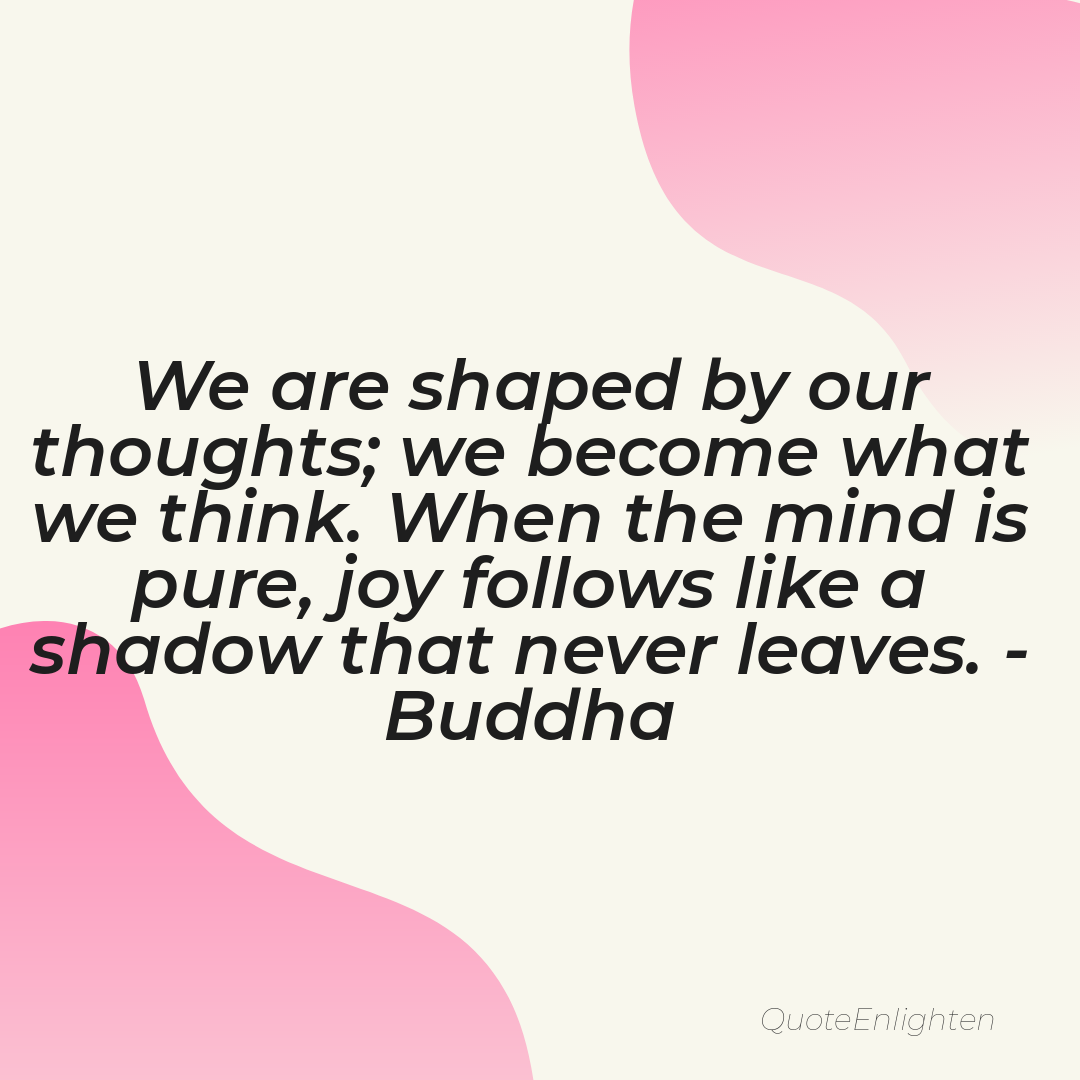 We are shaped by our
thoughts; we become what
we think. When the mind is
pure, joy follows like a
shadow that never leaves. -
Buddha
QuoteEnlighten